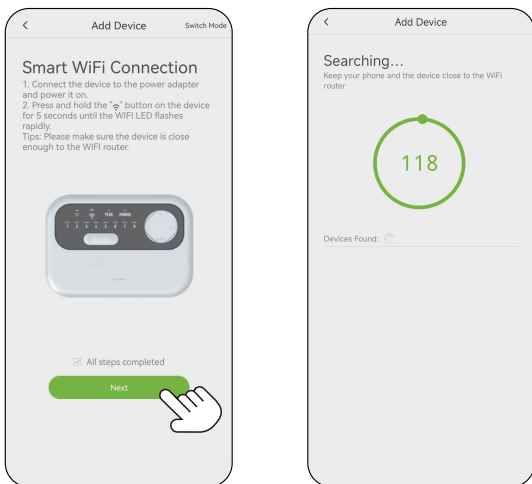 Add Device
Switch Mode
Smart WiFi Connection
1. Connect the device to the power adapter
and power it on.
2. Press and hold the "" button on the device
for 5 seconds until the WIFI LED flashes
rapidly.
Tips: Please make sure the device is close
enough to the WIFI router.
PLAN MANUAL
1 2 3 4 5 6 7 8
All steps completed
Next
Add Device
Searching...
Keep your phone and the device close to the WiFi
router
118
Devices Found: